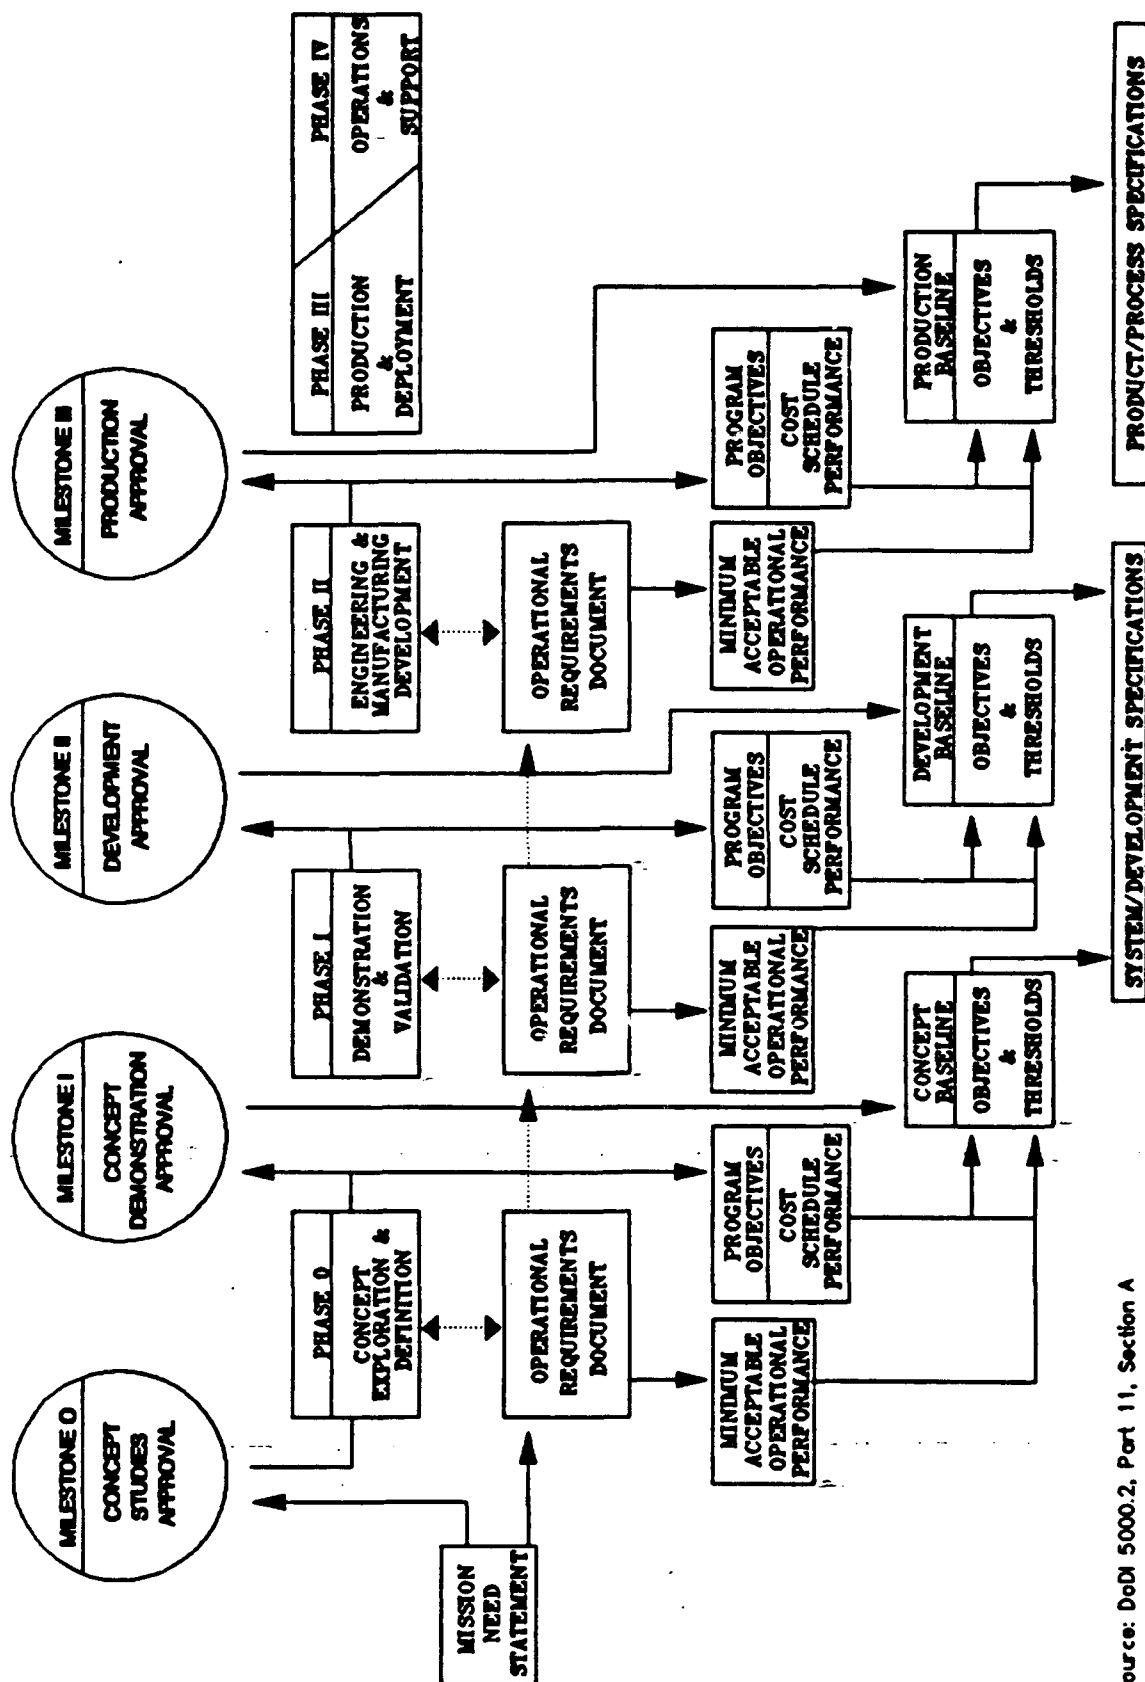 MILESTONE 0
CONCEPT
STUDIES
APPROVAL
MILESTONE I
CONCEPT
DEMONSTRATION
APPROVAL
MILESTONE II
DEVELOPMENT
APPROVAL
MILESTONE III
PRODUCTION
APPROVAL
PHASE 0
CONCEPT
EXPLORATION &
DEFINITION
PHASE I
DEMONSTRATION
&
VALIDATION
PHASE II
ENGINEERING &
MANUFACTURING
DEVELOPMENT
PHASE III
PRODUCTION
&
DEPLOYMENT
PHASE IV
OPERATIONS
&
SUPPORT
MISSION
NEED
STATEMENT
OPERATIONAL
REQUIREMENTS
DOCUMENT
OPERATIONAL
REQUIREMENTS
DOCUMENT
OPERATIONAL
REQUIREMENTS
DOCUMENT
MINIMUM
ACCEPTABLE
OPERATIONAL
PERFORMANCE
PROGRAM
OBJECTIVES
COST
SCHEDULE
PERFORMANCE
MINIMUM
ACCEPTABLE
OPERATIONAL
PERFORMANCE
PROGRAM
OBJECTIVES
COST
SCHEDULE
PERFORMANCE
MINIMUM
ACCEPTABLE
OPERATIONAL
PERFORMANCE
PROGRAM
OBJECTIVES
COST
SCHEDULE
PERFORMANCE
CONCEPT
BASELINE
OBJECTIVES
&
THRESHOLDS
DEVELOPMENT
BASELINE
OBJECTIVES
&
THRESHOLDS
PRODUCTION
BASELINE
OBJECTIVES
&
THRESHOLDS
SYSTEM/DEVELOPMENT SPECIFICATIONS
PRODUCT/PROCESS SPECIFICATIONS
ource: DoDI 5000.2, Part 11, Section A